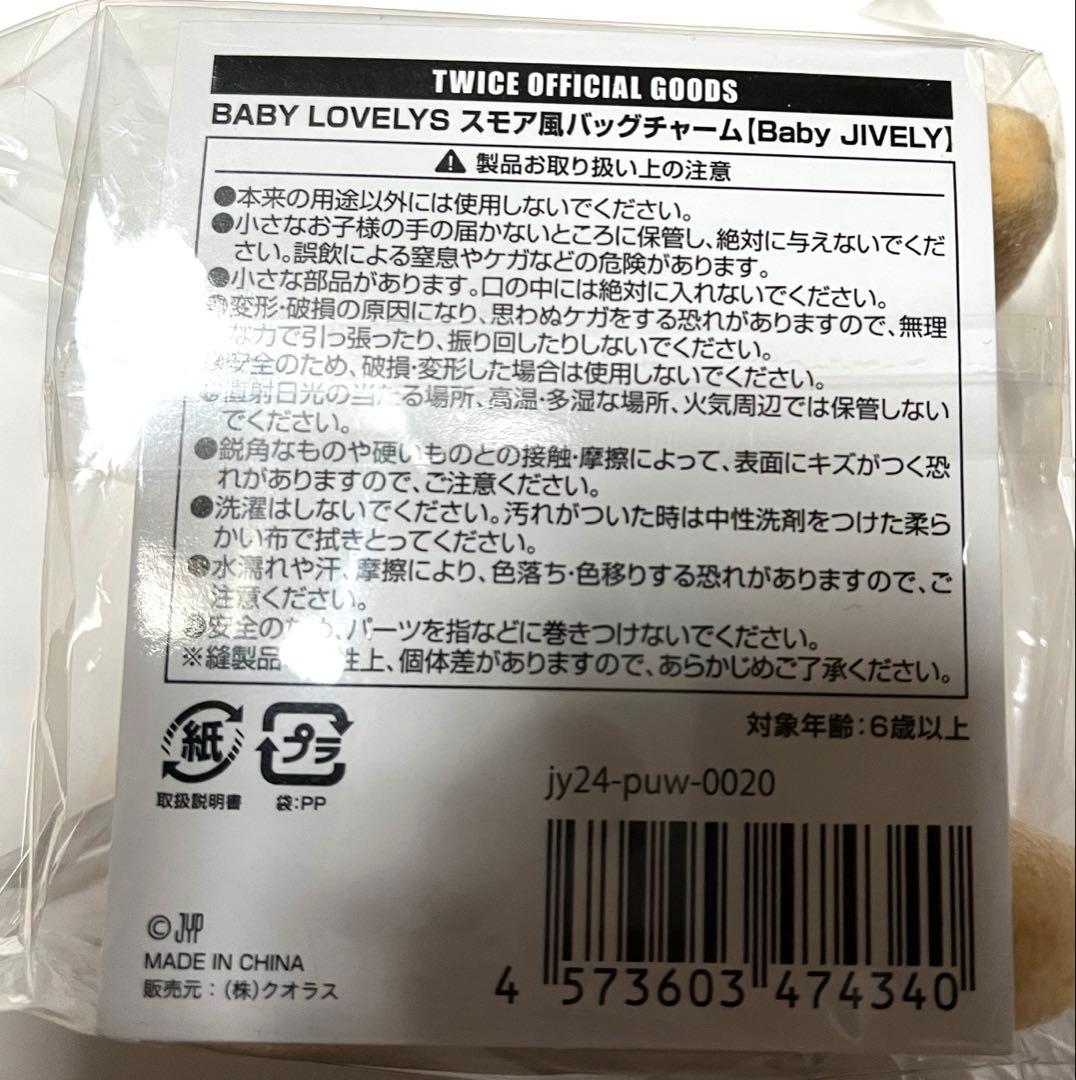 TWICE OFFICIAL GOODS
BABY LOVELYS スモア風バッグチャーム【Baby JIVELY】
製品お取り扱い上の注意
●本来の用途以外には使用しないでください。
●小さなお子様の手の届かないところに保管し、絶対に与えないでくだ
さい。誤飲による窒息やケガなどの危険があります。
●小さな部品があります。口の中には絶対に入れないでください。
●変形・破損の原因になり、思わぬケガをする恐れがありますので、無理
な力で引っ張ったり、振り回したりしないでください。
●安全のため、破損・変形した場合は使用しないでください。
●直射日光の当たる場所、高温・多湿な場所、火気周辺では保管しない
でください。
●鋭角なものや硬いものとの接触・摩擦によって、表面にキズがつく恐
れがありますので、ご注意ください。
●洗濯はしないでください。汚れがついた時は中性洗剤をつけた柔ら
かい布で拭きとってください。
●水濡れや汗、摩擦により、色落ち・色移りする恐れがありますので、ご
注意ください。
●安全のため、パーツを指などに巻きつけないでください。
※縫製品 性上、個体差がありますので、あらかじめご了承ください。
対象年齢：6歳以上
紙 プラ
取扱説明書 袋：PP
jy24-puw-0020
© JYP
MADE IN CHINA
販売元：(株)クオラス
4 573603 474340